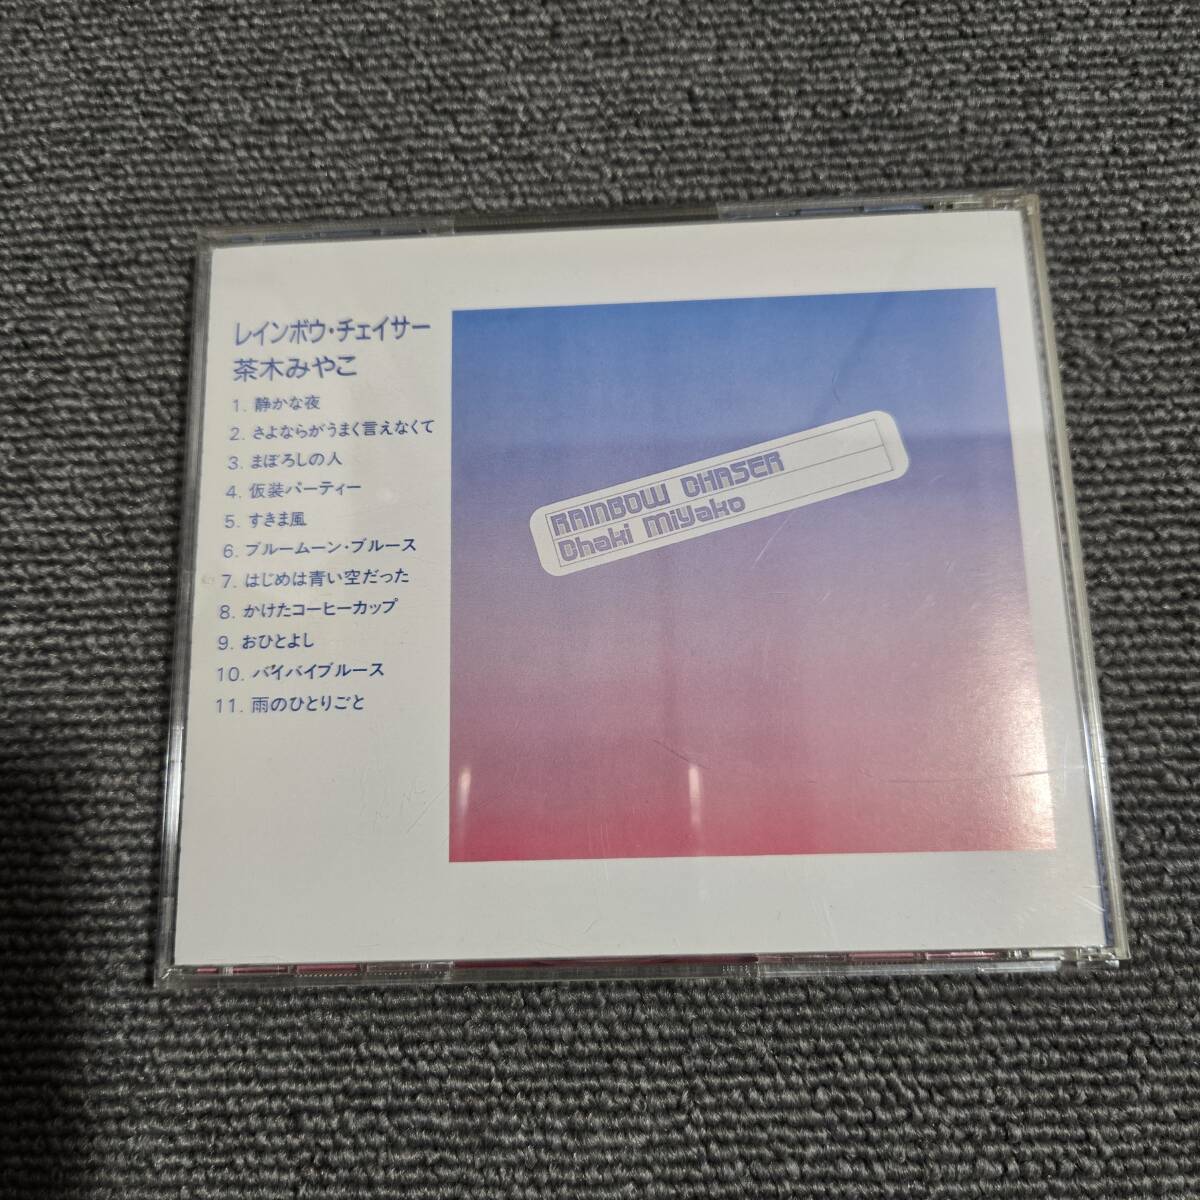 レインボウ・チェイサー
茶木みやこ
1. 静かな夜
2. さよならがうまく言えなくて
3. まぼろしの人
4. 仮装パーティー
5. すきま風
6. ブルームーン・ブルース
7. はじめは青い空だった
8. かけたコーヒーカップ
9. おひとよし
10. バイバイブルース
11. 雨のひとりごと
RAINBOW CHASER
Chaki Miyako